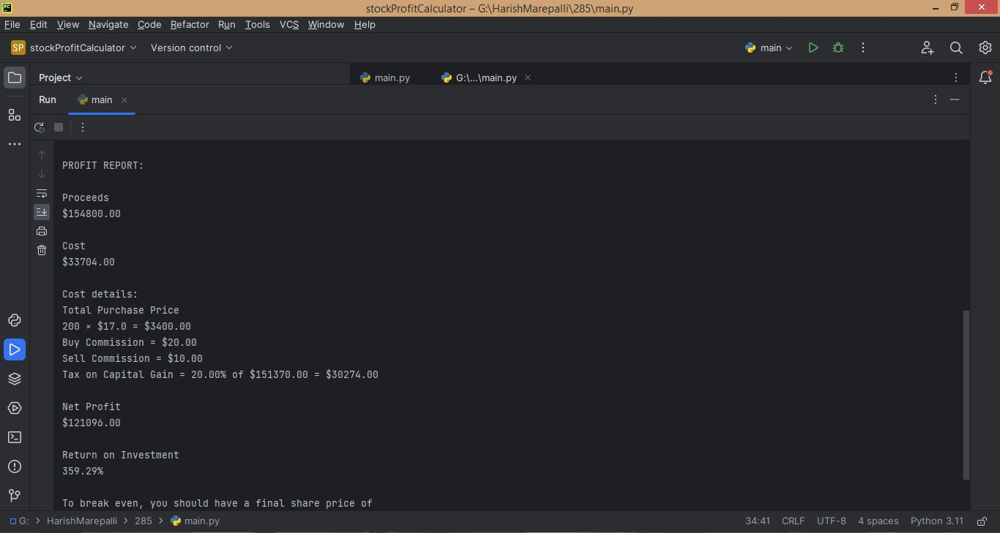 PC
stockProfitCalculator – G:\HarishMarepalli\285\main.py
File Edit View Navigate Code Refactor Run Tools VCS Window Help
SP stockProfitCalculator Version control main
Project main.py G:\...\main.py
Run main
PROFIT REPORT:
Proceeds
$154800.00
Cost
$33704.00
Cost details:
Total Purchase Price
200 × $17.0 = $3400.00
Buy Commission = $20.00
Sell Commission = $10.00
Tax on Capital Gain = 20.00% of $151370.00 = $30274.00
Net Profit
$121096.00
Return on Investment
359.29%
To break even, you should have a final share price of
G: > HarishMarepalli > 285 > main.py 34:41 CRLF UTF-8 4 spaces Python 3.11